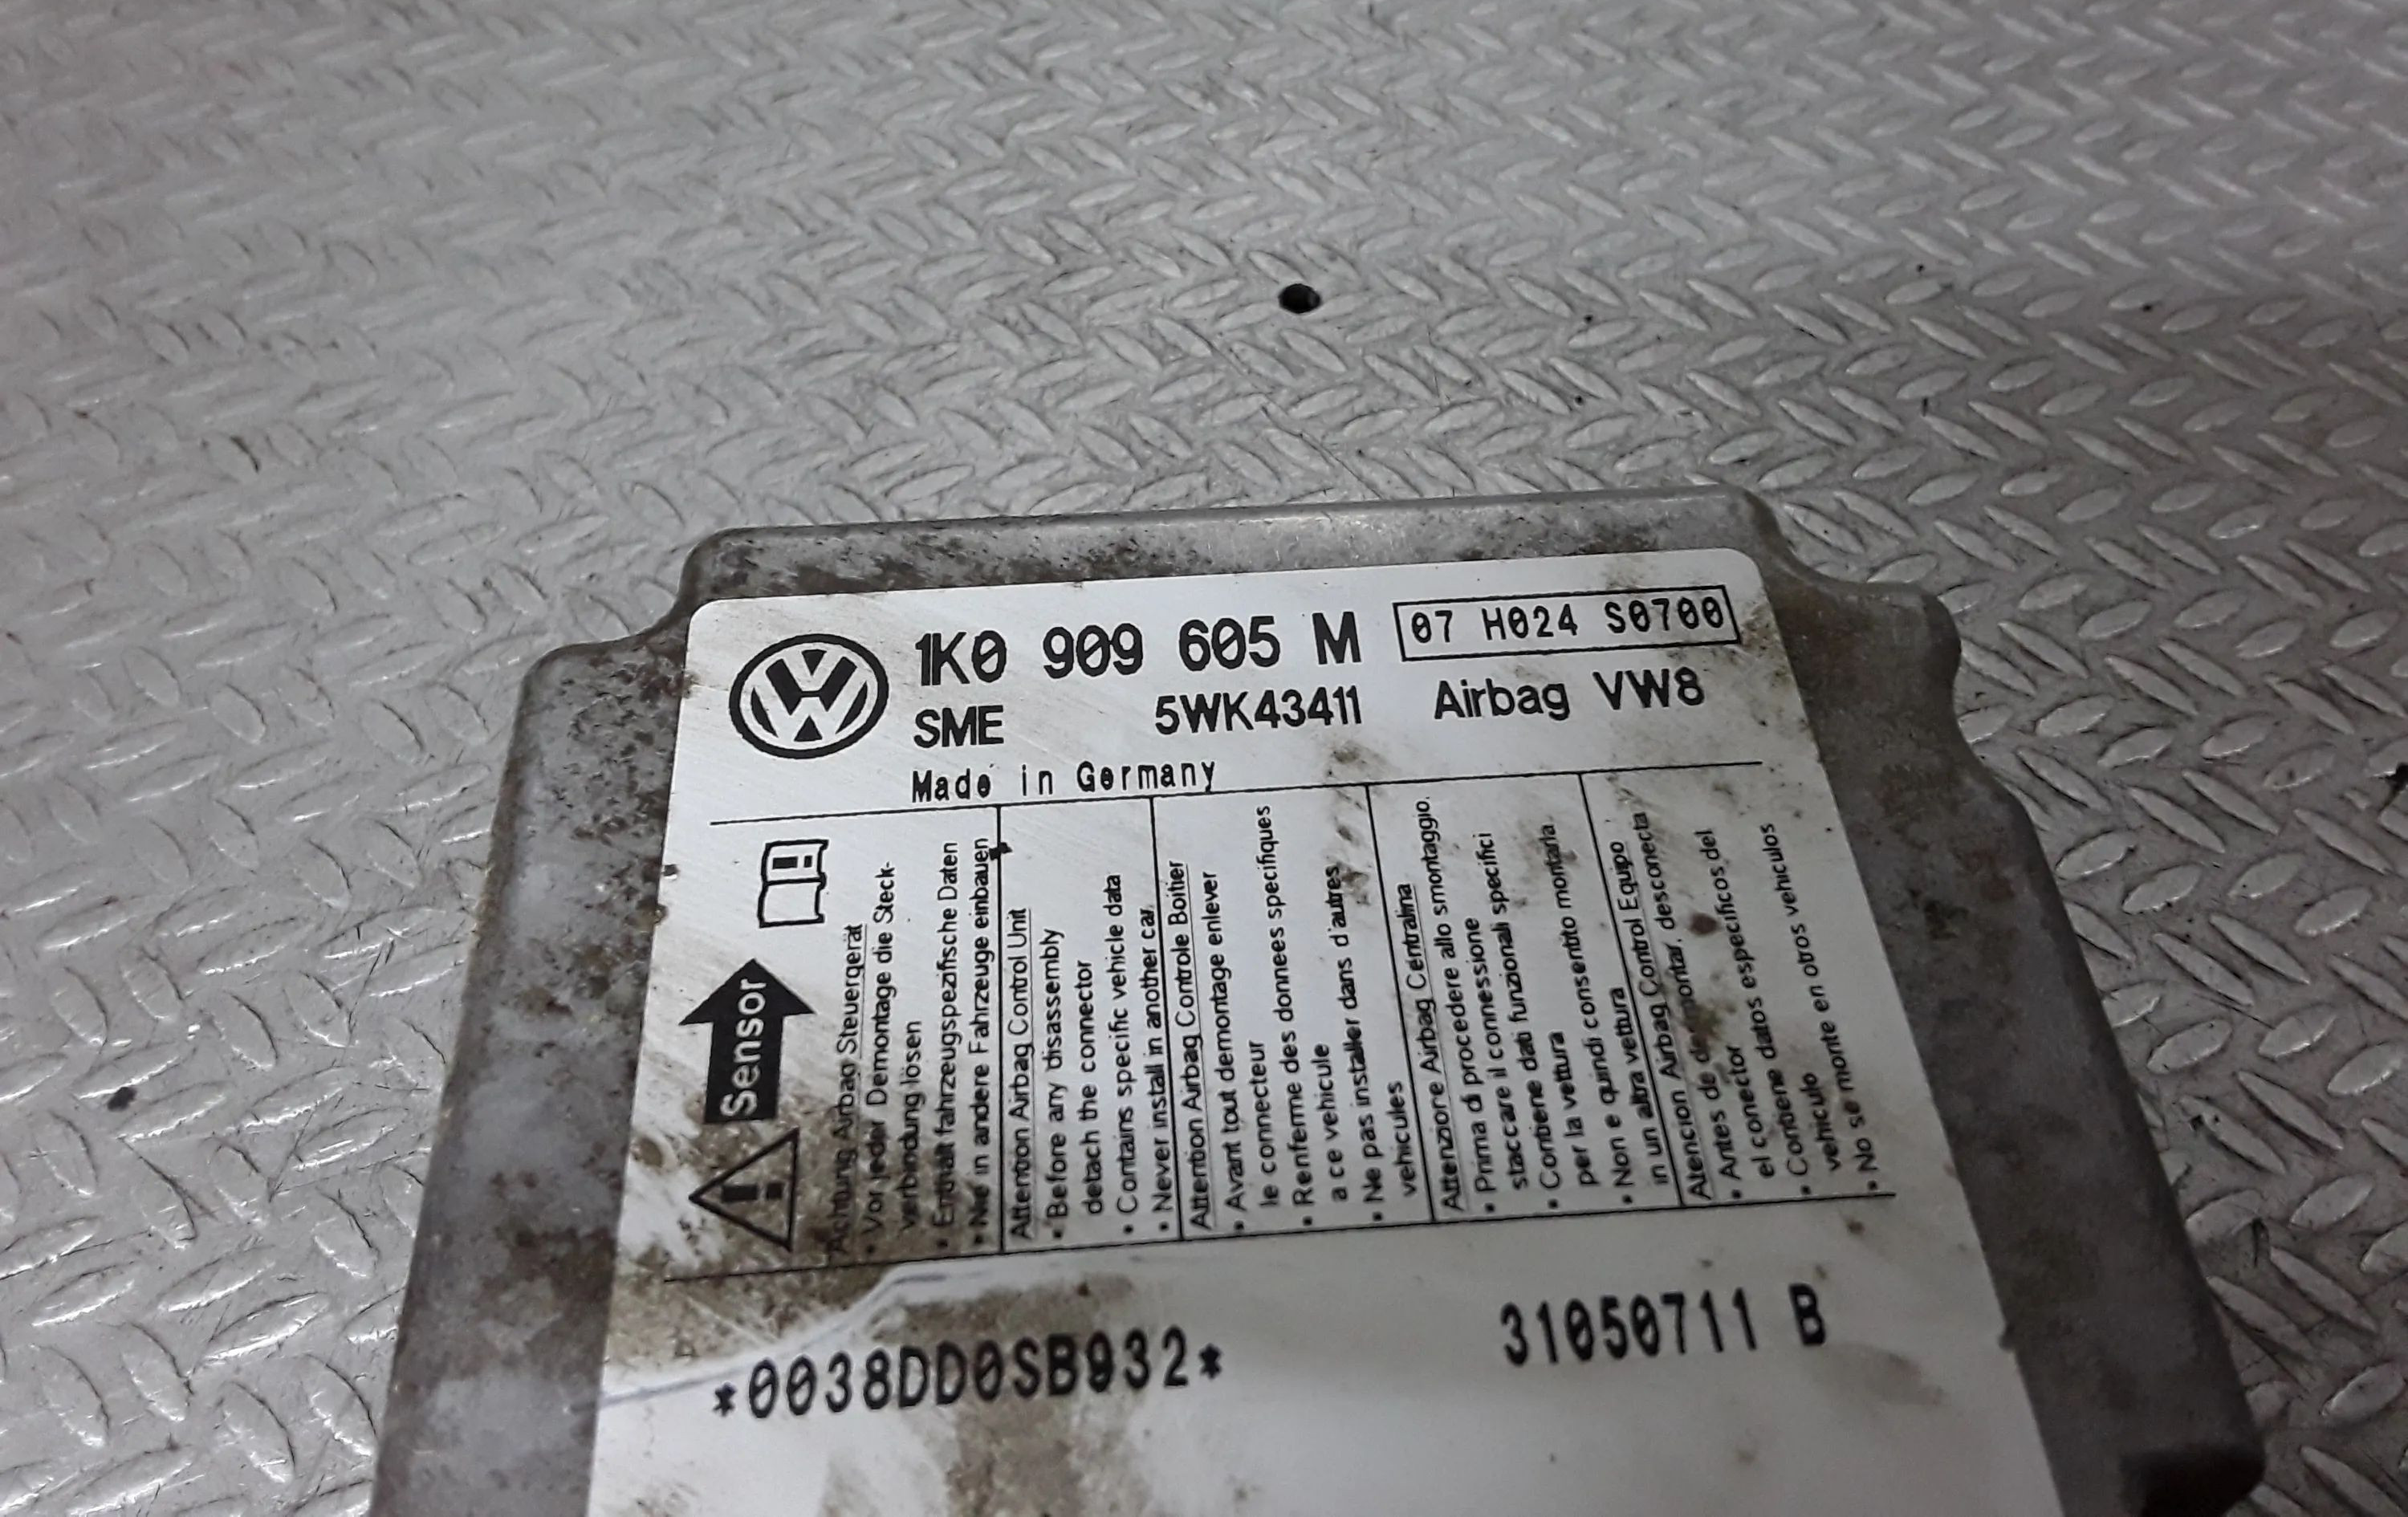 1K0 909 605 M
07 H024 S0700
SME 5WK43411 Airbag VW8
Made in Germany
Sensor
Achtung Airbag Steuergerät
• Vor jeder Demontage die Steck-
verbindung lösen
• Enthält fahrzeugspezifische Daten
• Nie in andere Fahrzeuge einbauen
Attention Airbag Control Unit
• Before any disassembly
detach the connector
• Contains specific vehicle data
• Never install in another car.
Attention Airbag Controle Boitier
• Avant tout demontage enlever
le connecteur
• Renferme des donnees specifiques
a ce vehicule
• Ne pas installer dans d'autres
vehicules
Attenzione Airbag Centralina
• Prima di procedere allo smontaggio.
staccare il connessione
• Contiene dati funzionali specifici
per la vettura
• Non e quindi consentito montarla
in un altra vettura
Atencion Airbag Control Equipo
• Antes de desmontar, desconecta
el conector
• Contiene datos especificos del
vehiculo
• No se monte en otros vehiculos
*0038DD0SB932*
31050711 B